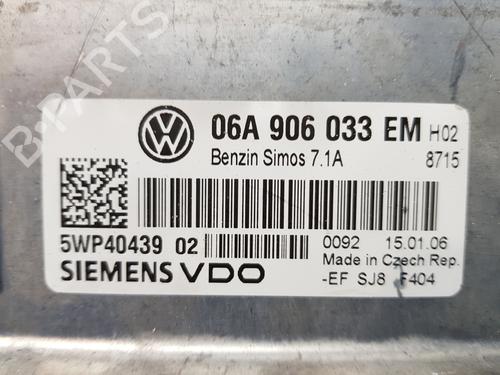 06A 906 033 EM H02
Benzin Simos 7.1A 8715
5WP40439 02
0092 15.01.06
SIEMENS VDO
Made in Czech Rep.
-EF SJ8 F404